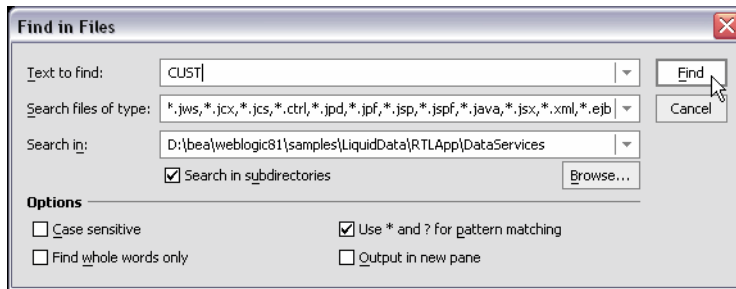 Find in Files
Text to find: CUST Find
Search files of type: *.jws,*.jcx,*.jcs,*.ctrl,*.jpd,*.jpf,*.jsp,*.jspf,*.java,*.jsx,*.xml,*.ejb Cancel
Search in: D:\bea\weblogic81\samples\LiquidData\RTLApp\DataServices
Search in subdirectories Browse...
Options
Case sensitive Use * and ? for pattern matching
Find whole words only Output in new pane